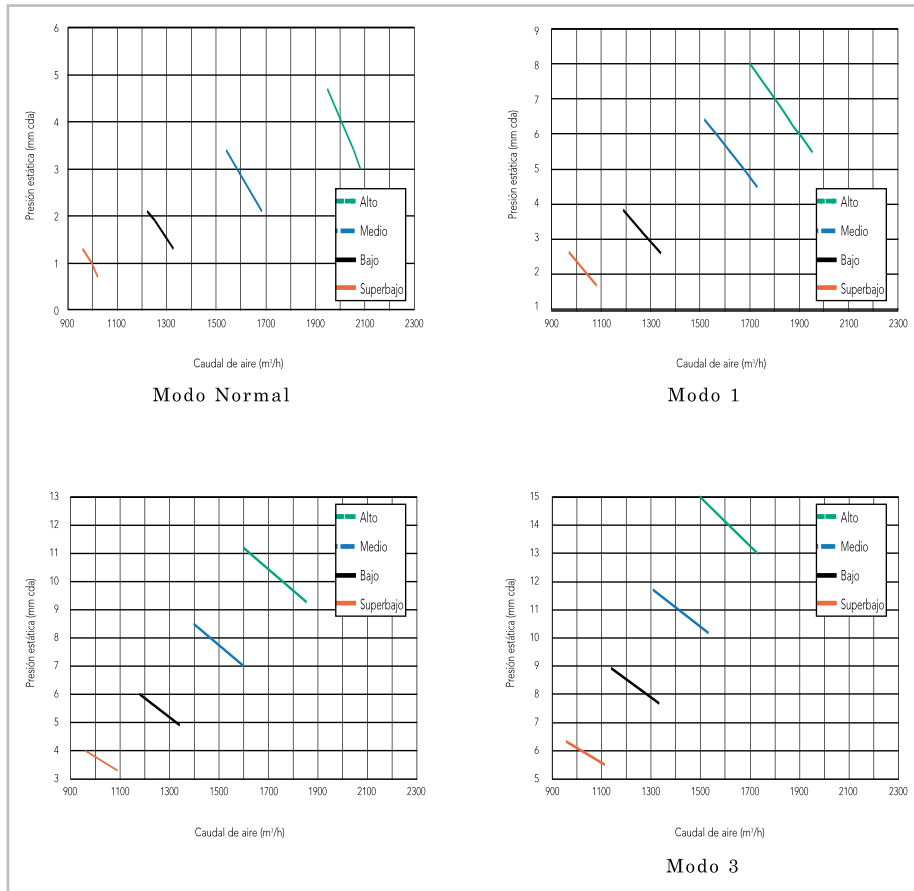 6
5
4
3
2
1
0
Presión estática (mm cda)
900 1100 1300 1500 1700 1900 2100 2300
Caudal de aire (m³/h)
Alto
Medio
Bajo
Superbajo
Modo Normal
9
8
7
6
5
4
3
2
1
Presión estática (mm cda)
900 1100 1300 1500 1700 1900 2100 2300
Caudal de aire (m³/h)
Alto
Medio
Bajo
Superbajo
Modo 1
13
12
11
10
9
8
7
6
5
4
3
Presión estática (mm cda)
900 1100 1300 1500 1700 1900 2100 2300
Caudal de aire (m³/h)
Alto
Medio
Bajo
Superbajo
15
14
13
12
11
10
9
8
7
6
5
Presión estática (mm cda)
900 1100 1300 1500 1700 1900 2100 2300
Caudal de aire (m³/h)
Alto
Medio
Bajo
Superbajo
Modo 3